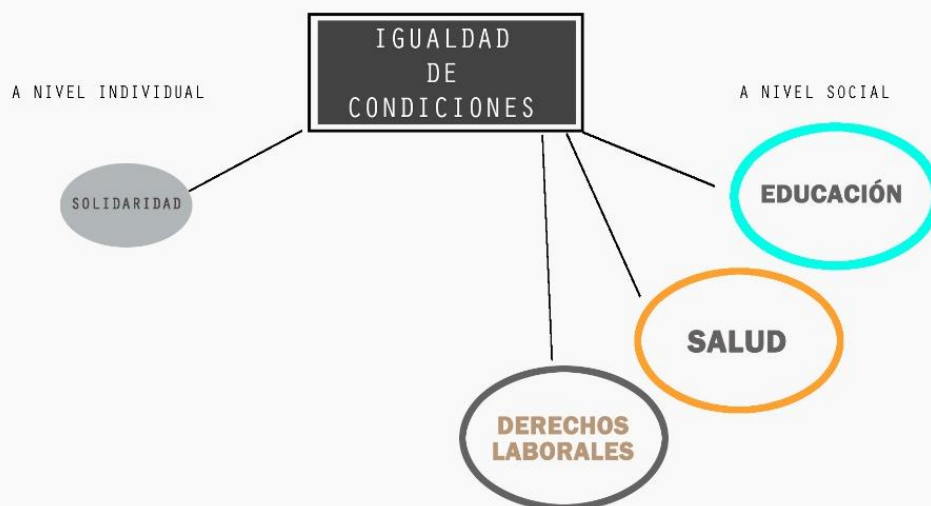 IGUALDAD
DE
CONDICIONES
A NIVEL INDIVIDUAL
A NIVEL SOCIAL
SOLIDARIDAD
EDUCACIÓN
SALUD
DERECHOS
LABORALES